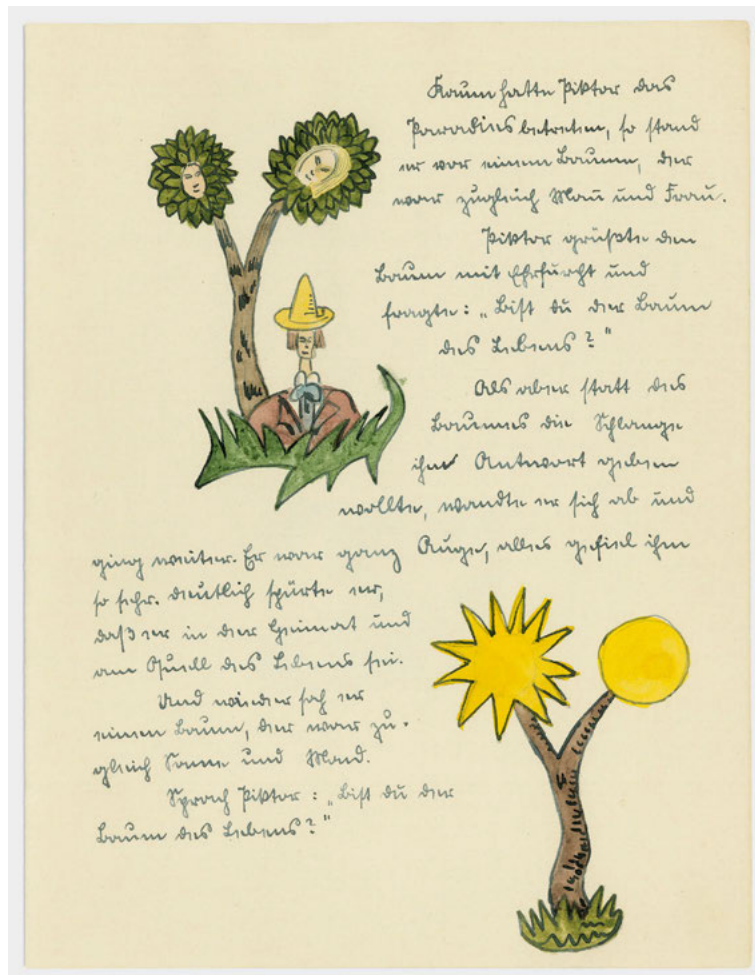 Kaum hatte Piktor das
Paradies betreten, so stand
er vor einem Baume, der
war zugleich Mann und Frau.
Piktor grüßte den
Baum mit Ehrfurcht und
fragte: „Bist du der Baum
des Lebens?"
Als aber statt des
Baumes die Schlange
ihm Antwort geben
wollte, wandte er sich ab und
ging weiter. Er war ganz Auge, alles gefiel ihm
so sehr. Deutlich spürte er,
daß er in der Heimat und
am Quell des Lebens sei.
Und wieder sah er
einen Baum, der war zu-
gleich Sonne und Mond.
Sprach Piktor: „Bist du der
Baum des Lebens?"